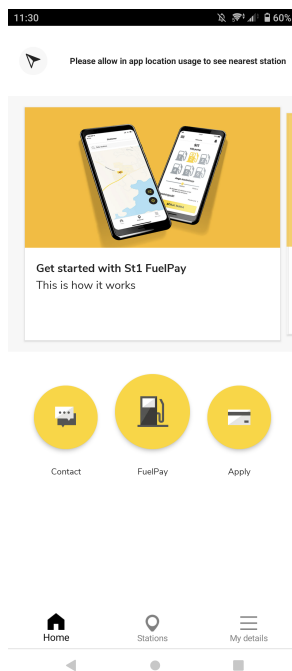 11:30
60%
Please allow in app location usage to see nearest station
Get started with St1 FuelPay
This is how it works
Contact
FuelPay
Apply
Home
Stations
My details